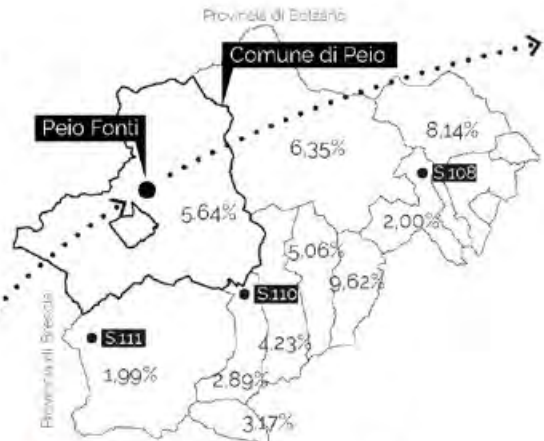 Provincia di Bolzano
Comune di Peio
Peio Fonti
8,14%
6,35%
S.108
5.64%
2,00%
5,06%
9,62%
S.110
S.111
4,23%
1,99%
2,89%
3,17%
Provincia di Brescia